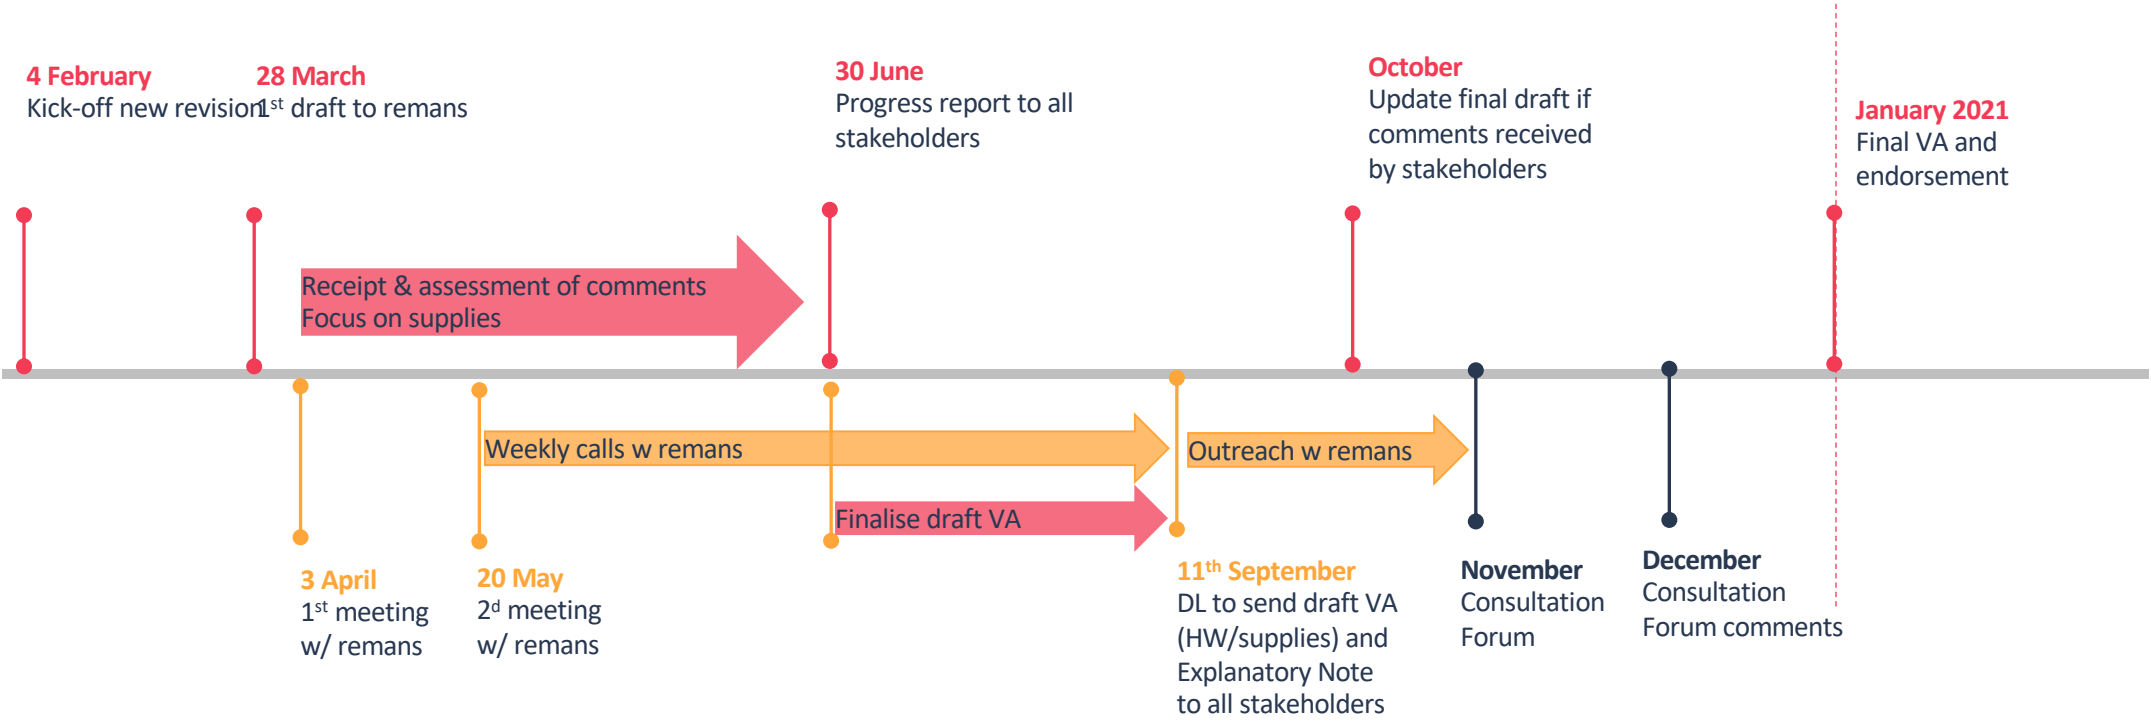 4 February
Kick-off new revision
28 March
1st draft to remans
30 June
Progress report to all
stakeholders
October
Update final draft if
comments received
by stakeholders
January 2021
Final VA and
endorsement
Receipt & assessment of comments
Focus on supplies
Weekly calls w remans
Outreach w remans
Finalise draft VA
3 April
1st meeting
w/ remans
20 May
2d meeting
w/ remans
11th September
DL to send draft VA
(HW/supplies) and
Explanatory Note
to all stakeholders
November
Consultation
Forum
December
Consultation
Forum comments